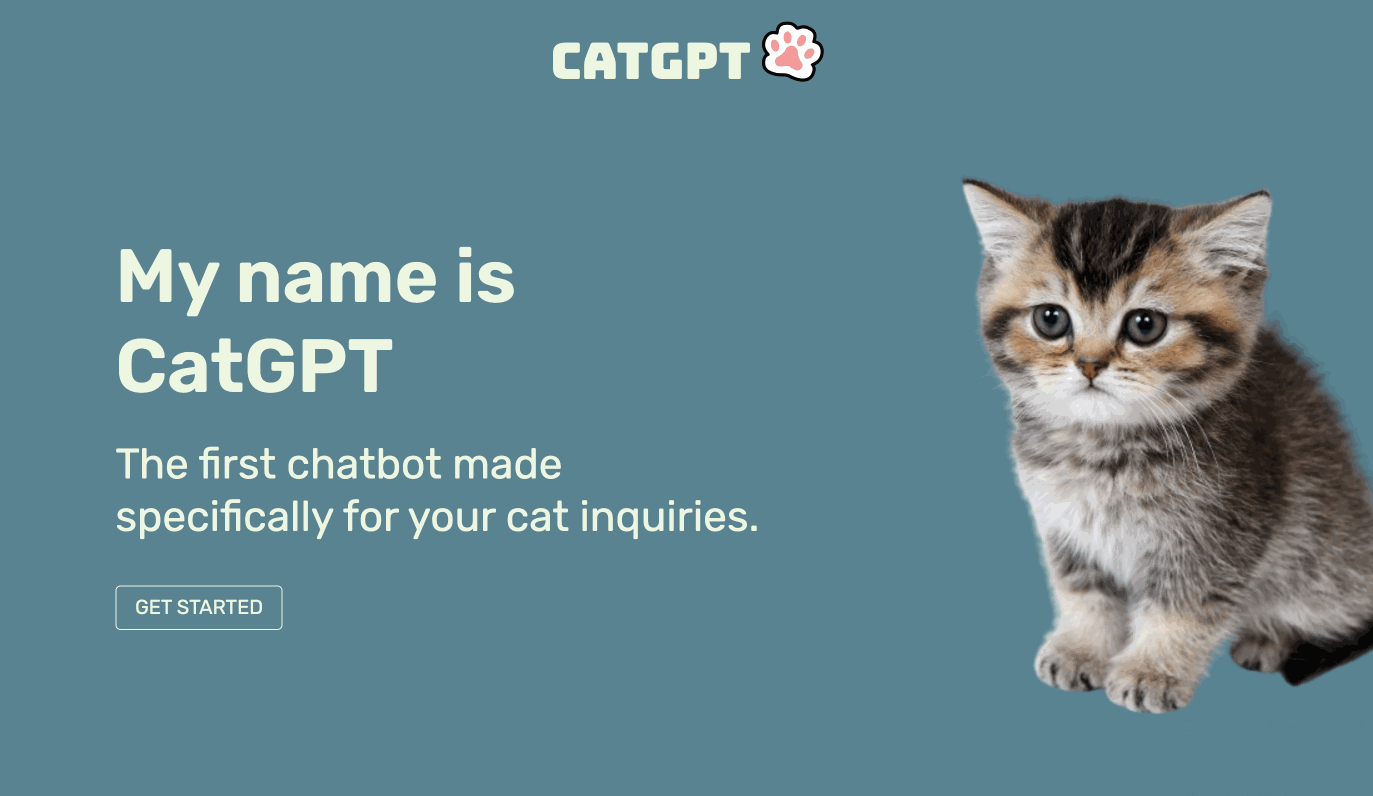 CATGPT
My name is
CatGPT
The first chatbot made
specifically for your cat inquiries.
GET STARTED